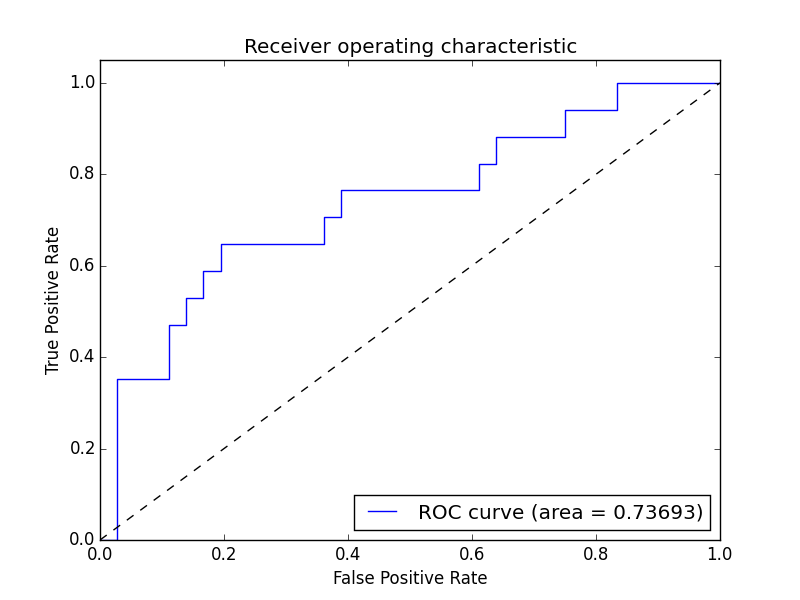 Receiver operating characteristic
1.0
0.8
0.6
0.4
0.2
0.0
True Positive Rate
0.0 0.2 0.4 0.6 0.8 1.0
False Positive Rate
ROC curve (area = 0.73693)